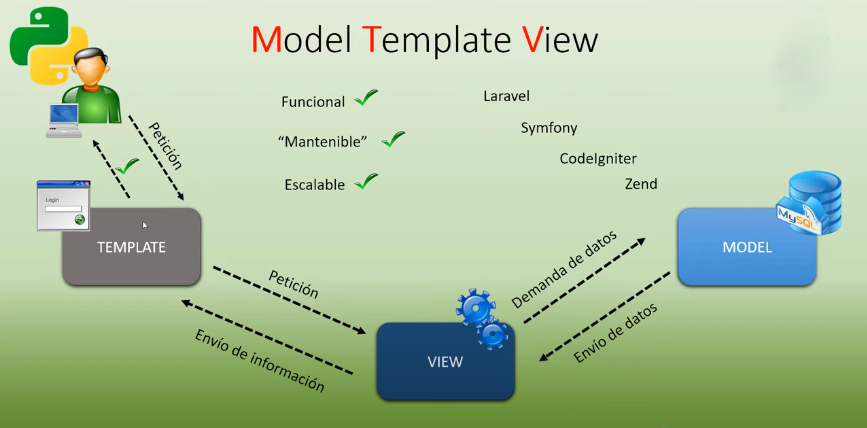 Model Template View
Funcional
Laravel
"Mantenible"
Symfony
CodeIgniter
Escalable
Zend
Petición
Login
TEMPLATE
MySQL
MODEL
Petición
Demanda de datos
Envío de información
Envío de datos
VIEW